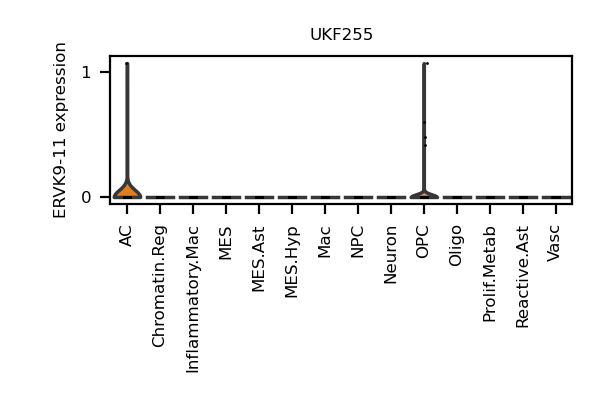 UKF255
ERVK9-11 expression
1
0
AC
Chromatin.Reg
Inflammatory.Mac
MES
MES.Ast
MES.Hyp
Mac
NPC
Neuron
OPC
Oligo
Prolif.Metab
Reactive.Ast
Vasc